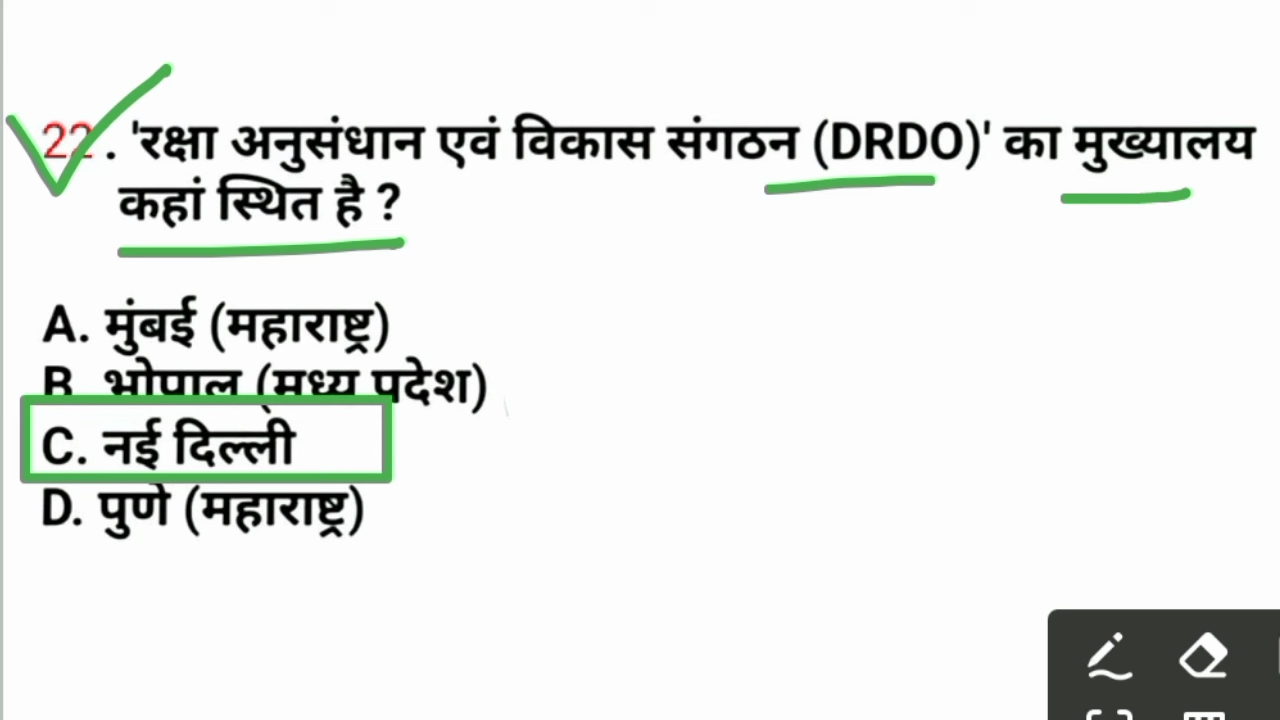 22. 'रक्षा अनुसंधान एवं विकास संगठन (DRDO)' का मुख्यालय
कहां स्थित है ?
A. मुंबई (महाराष्ट्र)
B. भोपाल (मध्य प्रदेश)
C. नई दिल्ली
D. पुणे (महाराष्ट्र)